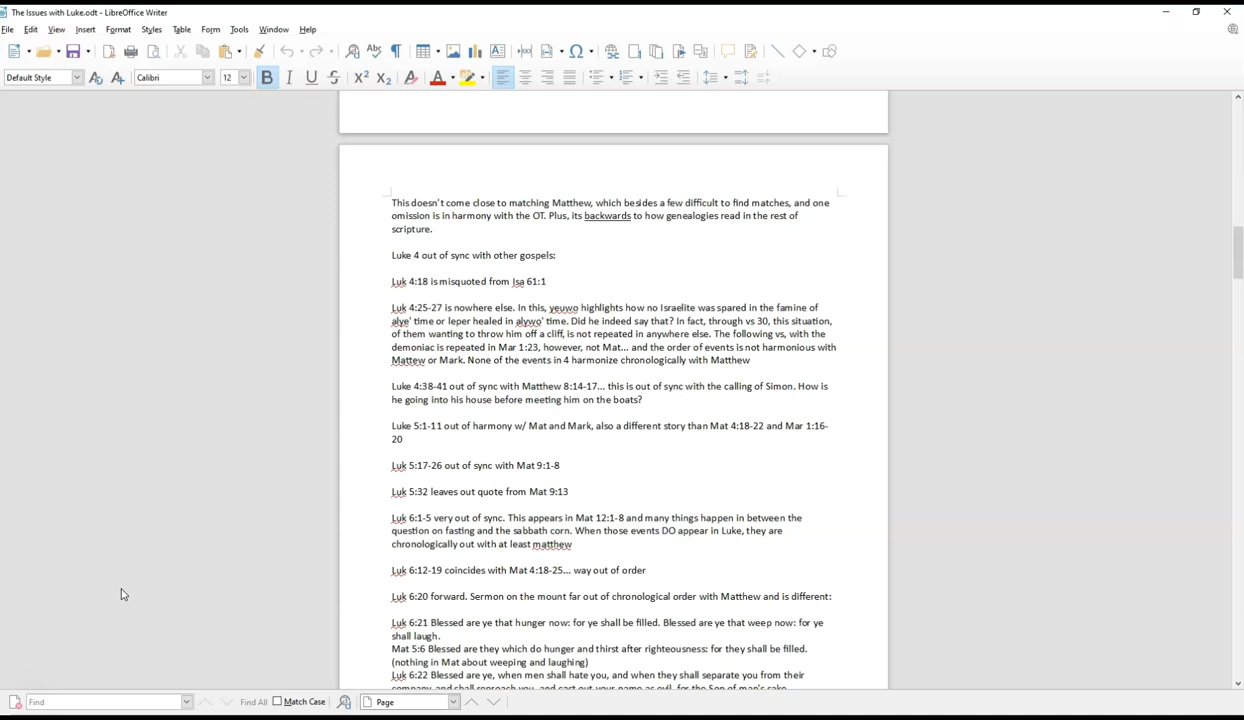 The Issues with Luke.odt - LibreOffice Writer
File Edit View Insert Format Styles Table Form Tools Window Help
Default Style Calibri 12
This doesn't come close to matching Matthew, which besides a few difficult to find matches, and one
omission is in harmony with the OT. Plus, its backwards to how genealogies read in the rest of
scripture.
Luke 4 out of sync with other gospels:
Luk 4:18 is misquoted from Isa 61:1
Luk 4:25-27 is nowhere else. In this, yeuwo highlights how no Israelite was spared in the famine of
alye' time or leper healed in alywo' time. Did he indeed say that? In fact, through vs 30, this situation,
of them wanting to throw him off a cliff, is not repeated in anywhere else. The following vs, with the
demoniac is repeated in Mar 1:23, however, not Mat... and the order of events is not harmonious with
Mattew or Mark. None of the events in 4 harmonize chronologically with Matthew
Luke 4:38-41 out of sync with Matthew 8:14-17... this is out of sync with the calling of Simon. How is
he going into his house before meeting him on the boats?
Luke 5:1-11 out of harmony w/ Mat and Mark, also a different story than Mat 4:18-22 and Mar 1:16-
20
Luk 5:17-26 out of sync with Mat 9:1-8
Luk 5:32 leaves out quote from Mat 9:13
Luk 6:1-5 very out of sync. This appears in Mat 12:1-8 and many things happen in between the
question on fasting and the sabbath corn. When those events DO appear in Luke, they are
chronologically out with at least matthew
Luk 6:12-19 coincides with Mat 4:18-25... way out of order
Luk 6:20 forward. Sermon on the mount far out of chronological order with Matthew and is different:
Luk 6:21 Blessed are ye that hunger now: for ye shall be filled. Blessed are ye that weep now: for ye
shall laugh.
Mat 5:6 Blessed are they which do hunger and thirst after righteousness: for they shall be filled.
(nothing in Mat about weeping and laughing)
Luk 6:22 Blessed are ye, when men shall hate you, and when they shall separate you from their
company, and shall reproach you, and cast out your name as evil, for the Son of man's sake.
Find Find All Match Case Page